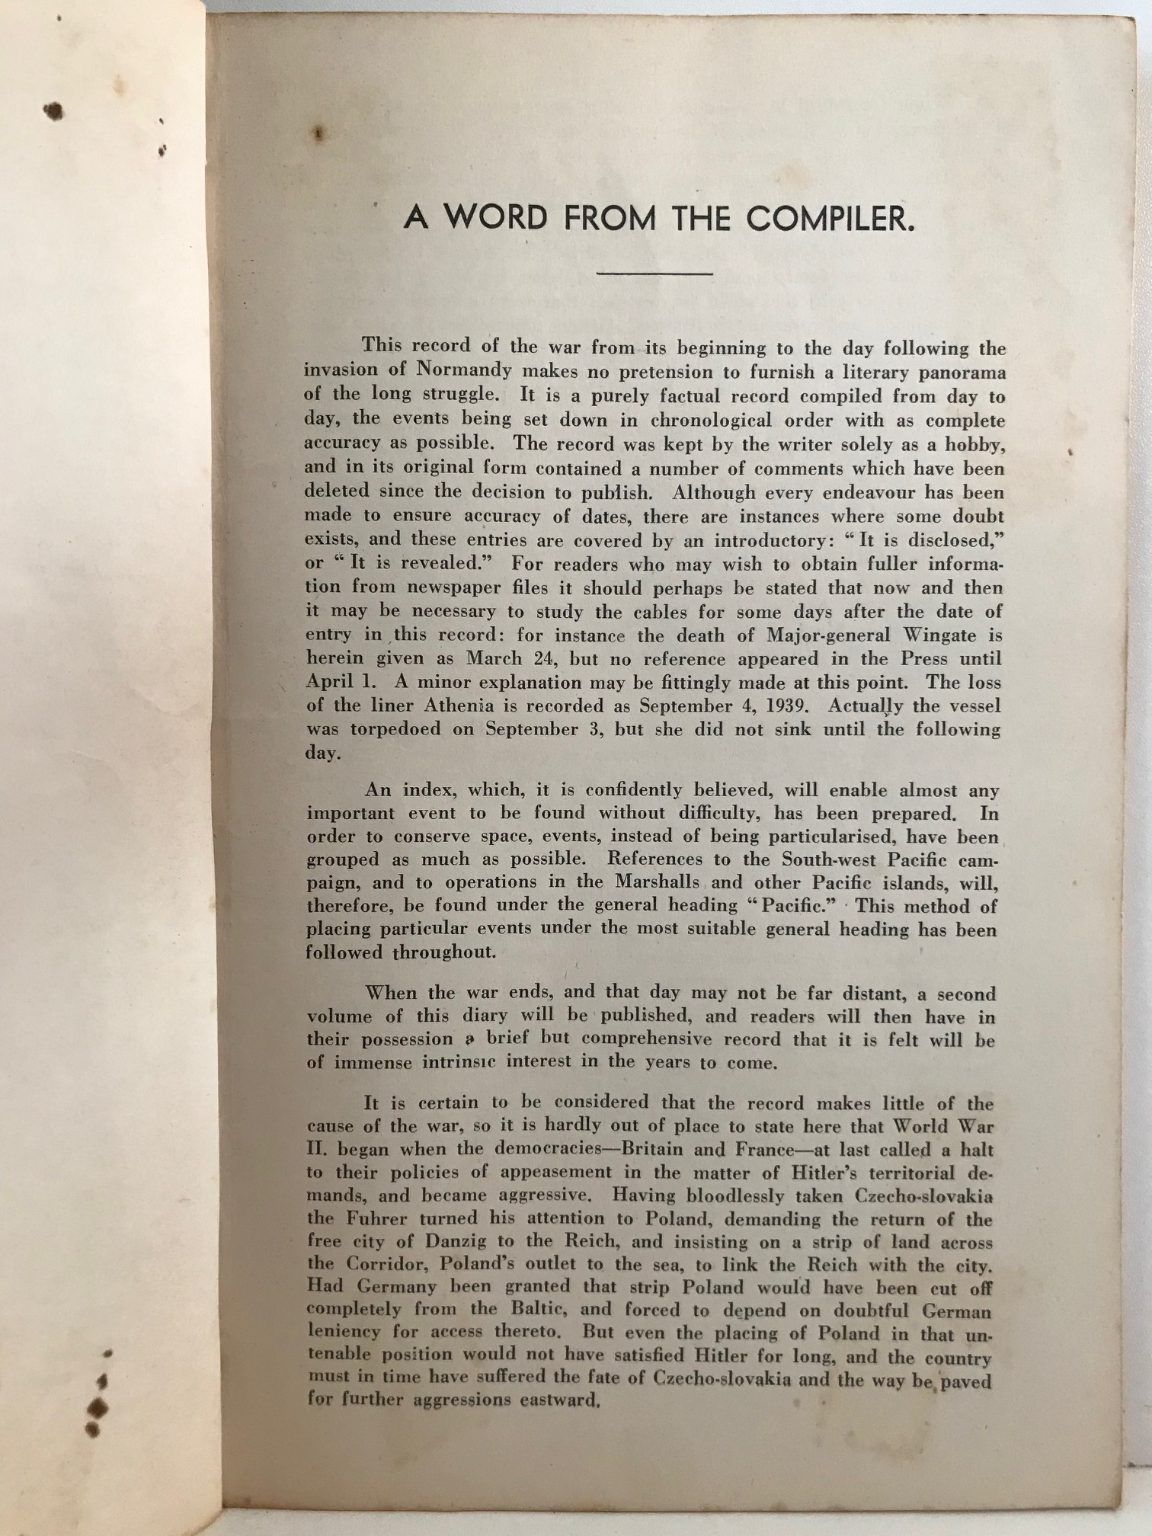 A WORD FROM THE COMPILER.
This record of the war from its beginning to the day following the
invasion of Normandy makes no pretension to furnish a literary panorama
of the long struggle. It is a purely factual record compiled from day to
day, the events being set down in chronological order with as complete
accuracy as possible. The record was kept by the writer solely as a hobby,
and in its original form contained a number of comments which have been
deleted since the decision to publish. Although every endeavour has been
made to ensure accuracy of dates, there are instances where some doubt
exists, and these entries are covered by an introductory: “It is disclosed,”
or “It is revealed.” For readers who may wish to obtain fuller informa-
tion from newspaper files it should perhaps be stated that now and then
it may be necessary to study the cables for some days after the date of
entry in this record: for instance the death of Major-general Wingate is
herein given as March 24, but no reference appeared in the Press until
April 1. A minor explanation may be fittingly made at this point. The loss
of the liner Athenia is recorded as September 4, 1939. Actually the vessel
was torpedoed on September 3, but she did not sink until the following
day.
An index, which, it is confidently believed, will enable almost any
important event to be found without difficulty, has been prepared. In
order to conserve space, events, instead of being particularised, have been
grouped as much as possible. References to the South-west Pacific cam-
paign, and to operations in the Marshalls and other Pacific islands, will,
therefore, be found under the general heading “Pacific.” This method of
placing particular events under the most suitable general heading has been
followed throughout.
When the war ends, and that day may not be far distant, a second
volume of this diary will be published, and readers will then have in
their possession a brief but comprehensive record that it is felt will be
of immense intrinsic interest in the years to come.
It is certain to be considered that the record makes little of the
cause of the war, so it is hardly out of place to state here that World War
II. began when the democracies—Britain and France—at last called a halt
to their policies of appeasement in the matter of Hitler’s territorial de-
mands, and became aggressive. Having bloodlessly taken Czecho-slovakia
the Fuhrer turned his attention to Poland, demanding the return of the
free city of Danzig to the Reich, and insisting on a strip of land across
the Corridor, Poland’s outlet to the sea, to link the Reich with the city.
Had Germany been granted that strip Poland would have been cut off
completely from the Baltic, and forced to depend on doubtful German
leniency for access thereto. But even the placing of Poland in that un-
tenable position would not have satisfied Hitler for long, and the country
must in time have suffered the fate of Czecho-slovakia and the way be paved
for further aggressions eastward.